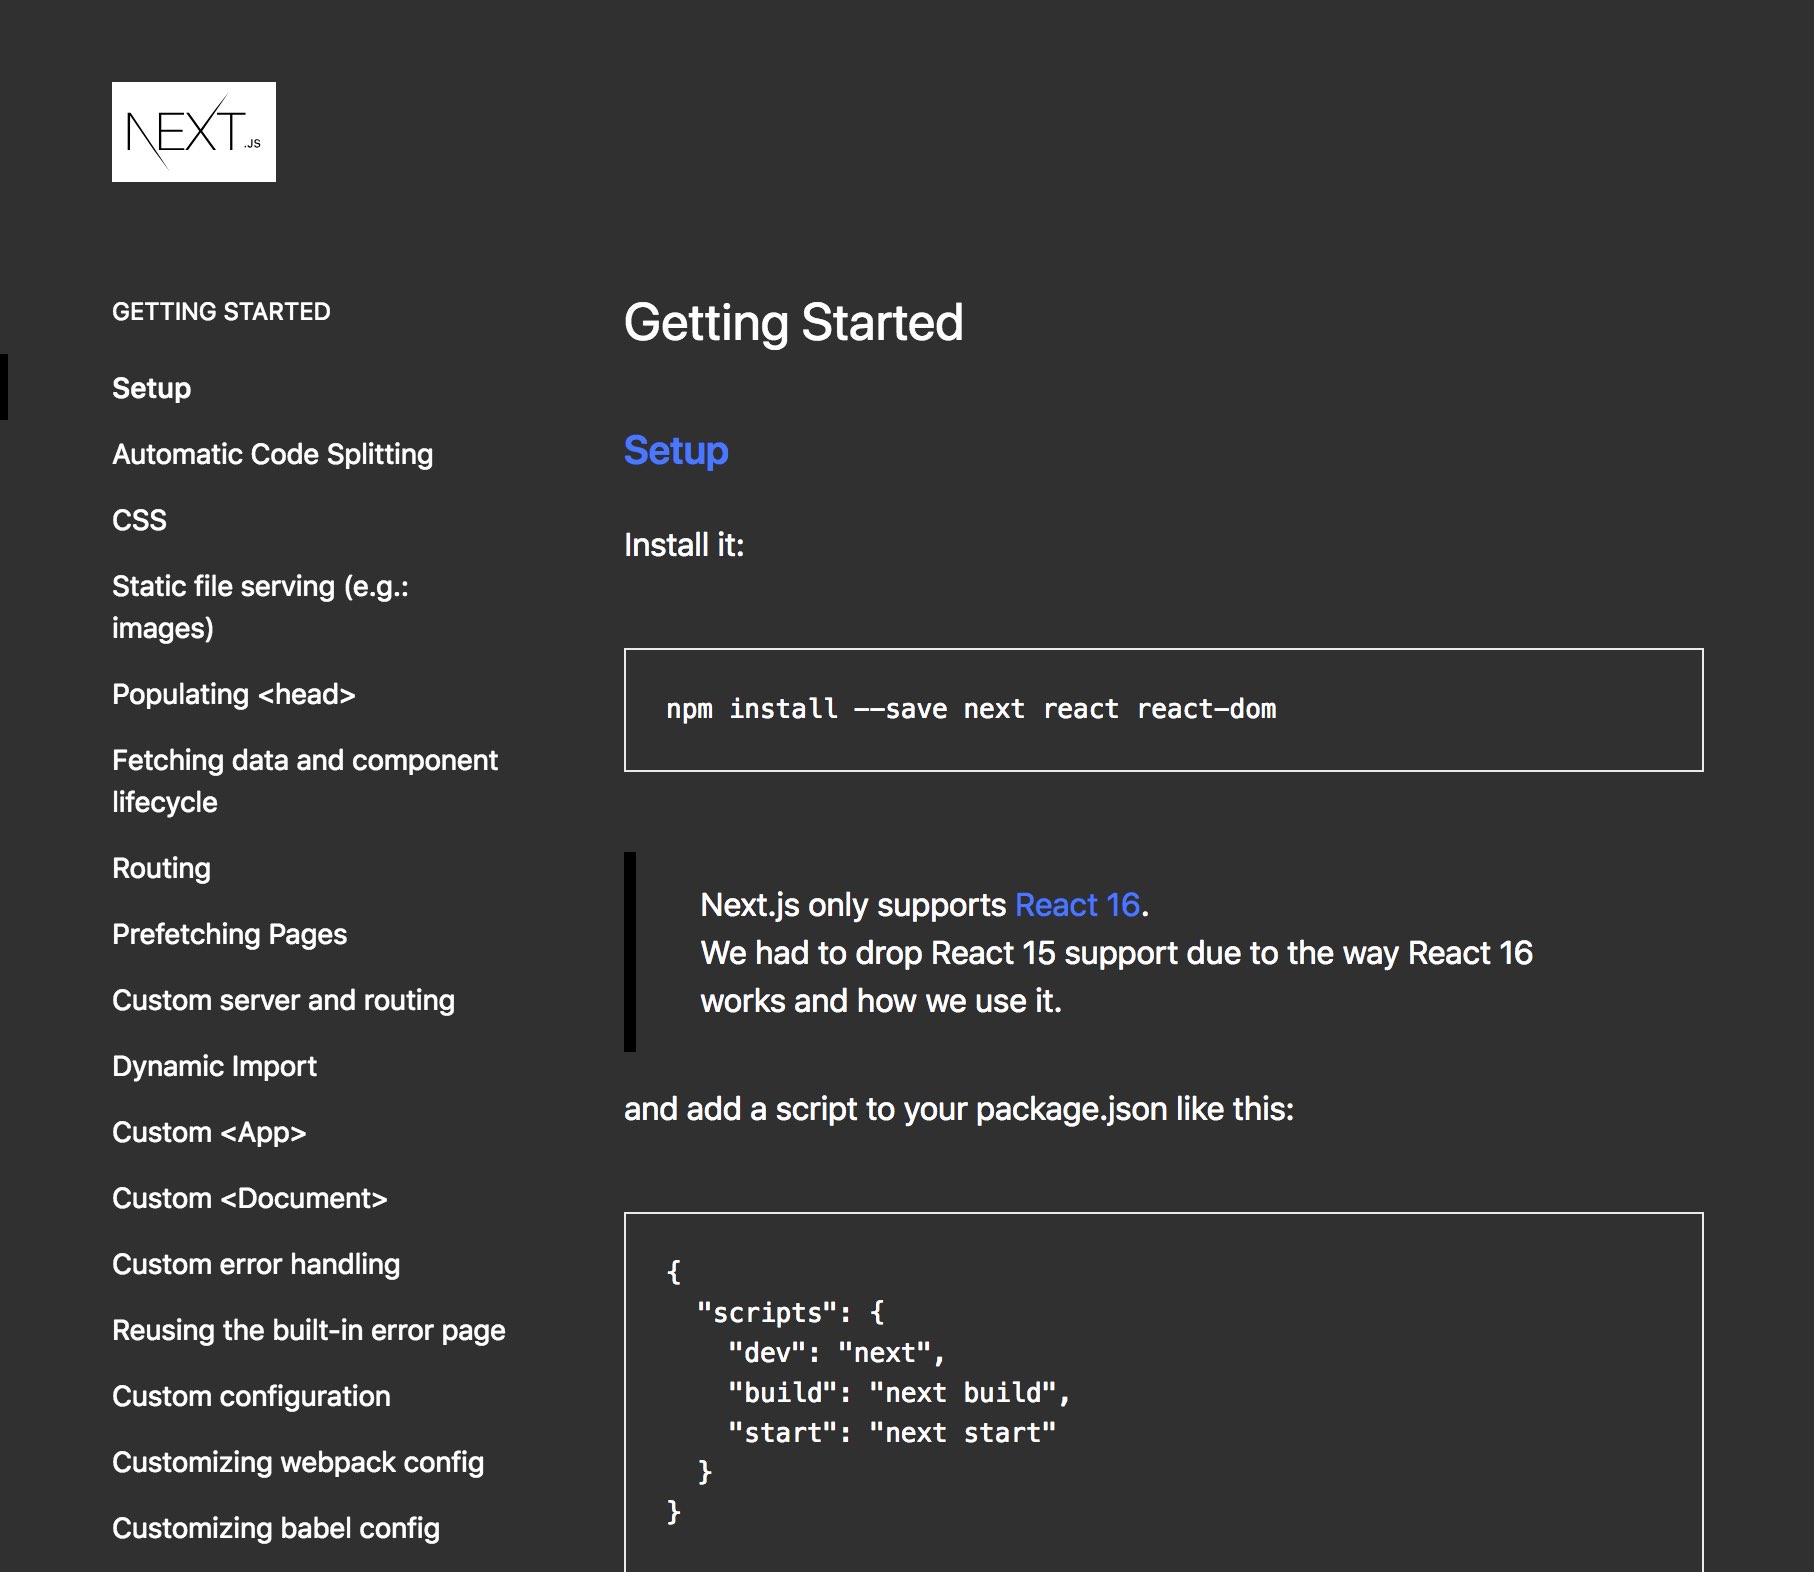 NEXT.JS
GETTING STARTED
Setup
Automatic Code Splitting
CSS
Static file serving (e.g.:
images)
Populating <head>
Fetching data and component
lifecycle
Routing
Prefetching Pages
Custom server and routing
Dynamic Import
Custom <App>
Custom <Document>
Custom error handling
Reusing the built-in error page
Custom configuration
Customizing webpack config
Customizing babel config
Getting Started
Setup
Install it:
npm install --save next react react-dom
Next.js only supports React 16.
We had to drop React 15 support due to the way React 16
works and how we use it.
and add a script to your package.json like this:
{
  "scripts": {
    "dev": "next",
    "build": "next build",
    "start": "next start"
  }
}